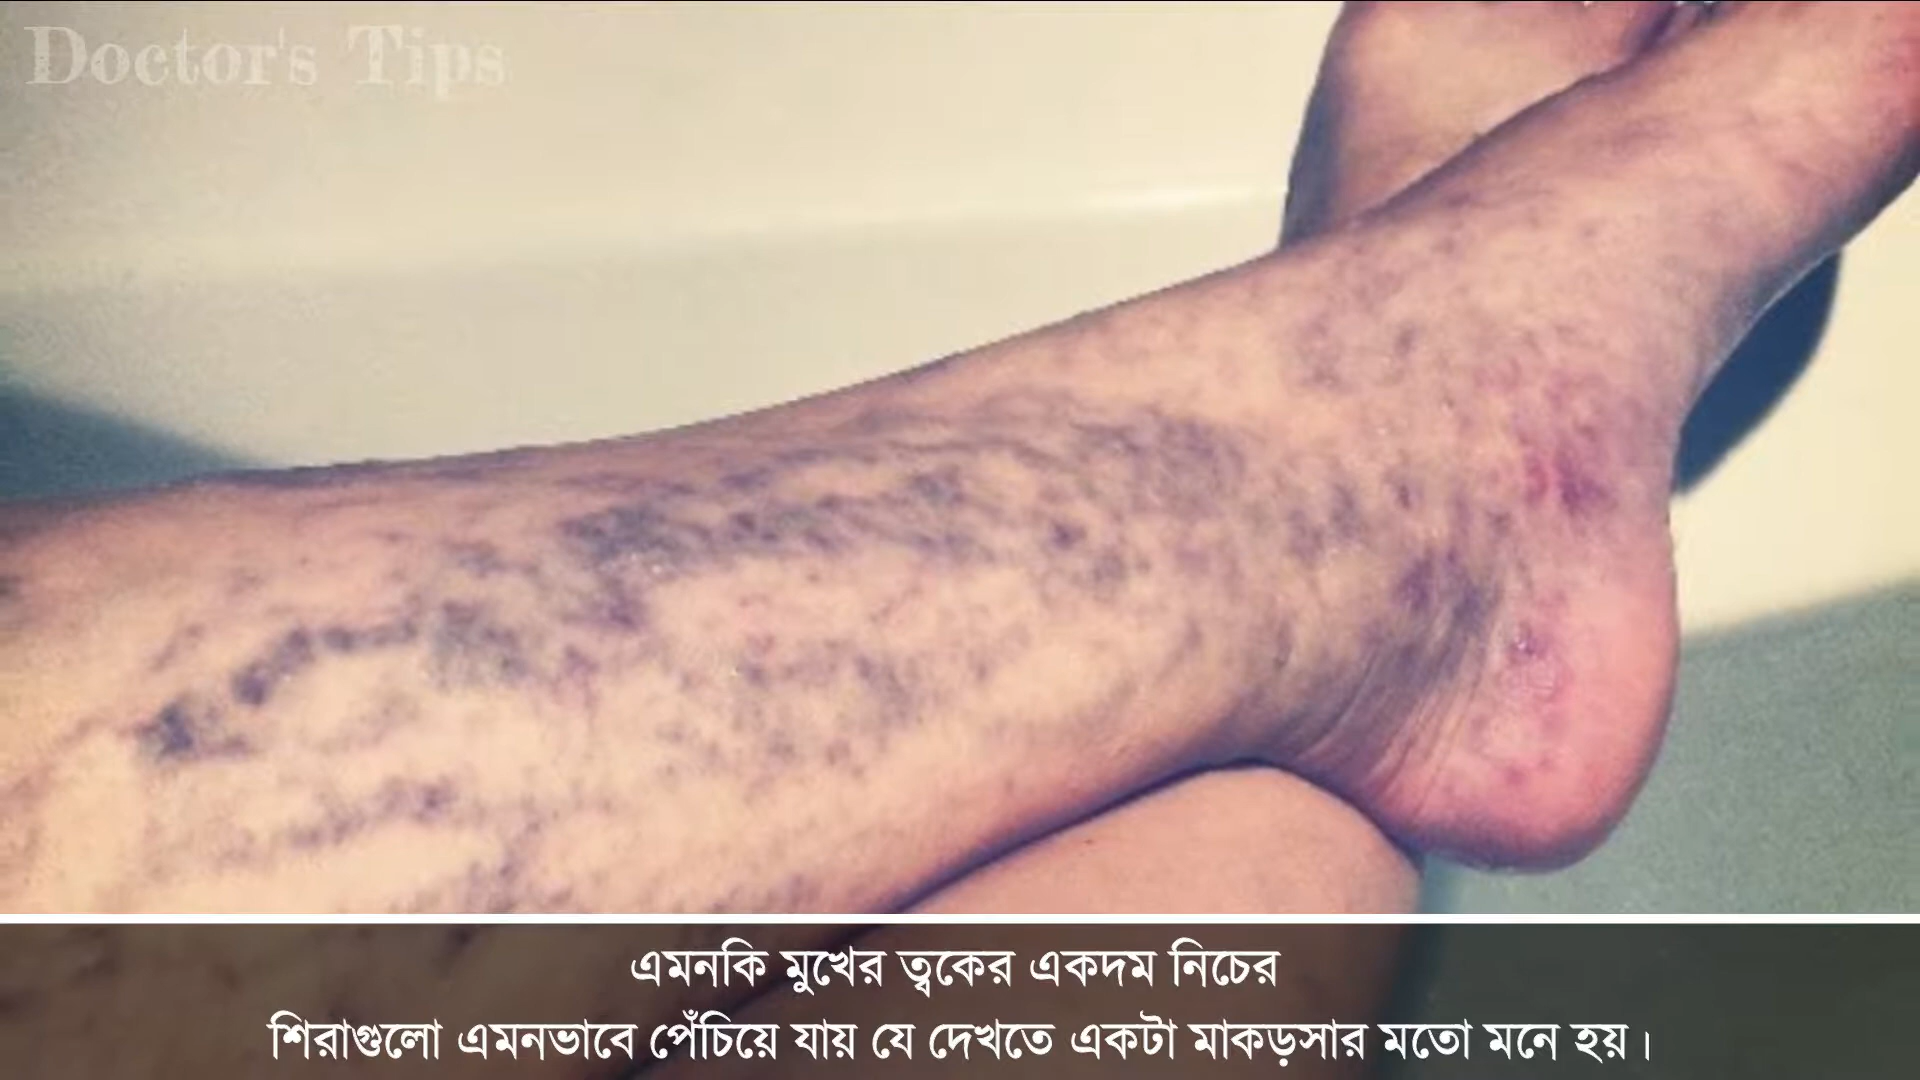 Doctor's Tips
এমনকি মুখের ত্বকের একদম নিচের
শিরাগুলো এমনভাবে পেঁচিয়ে যায় যে দেখতে একটা মাকড়সার মতো মনে হয়।